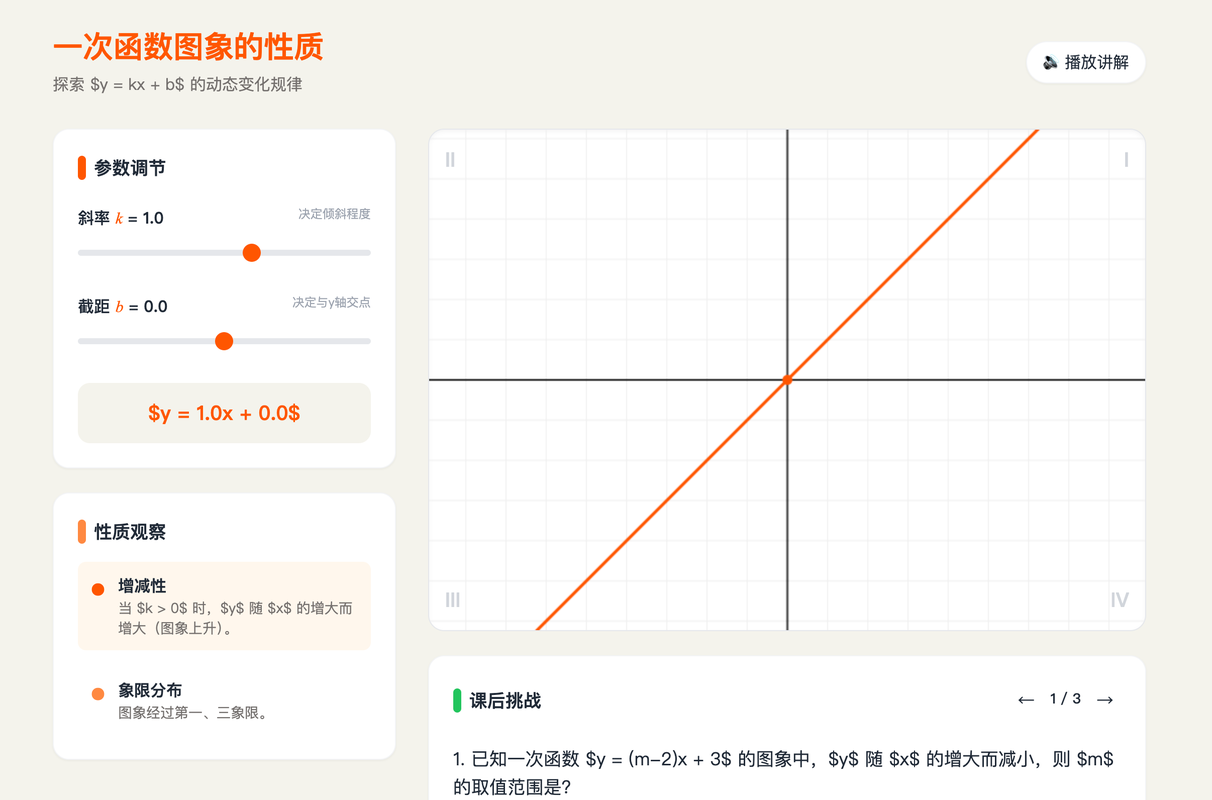 一次函数图象的性质
探索 $y = kx + b$ 的动态变化规律
🔊 播放讲解
参数调节
斜率 k = 1.0
决定倾斜程度
截距 b = 0.0
决定与y轴交点
$y = 1.0x + 0.0$
性质观察
增减性
当 $k > 0$ 时，$y$ 随 $x$ 的增大而
增大（图象上升）。
象限分布
图象经过第一、三象限。
II
I
III
IV
课后挑战
← 1 / 3 →
1. 已知一次函数 $y = (m−2)x + 3$ 的图象中，$y$ 随 $x$ 的增大而减小，则 $m$
的取值范围是?